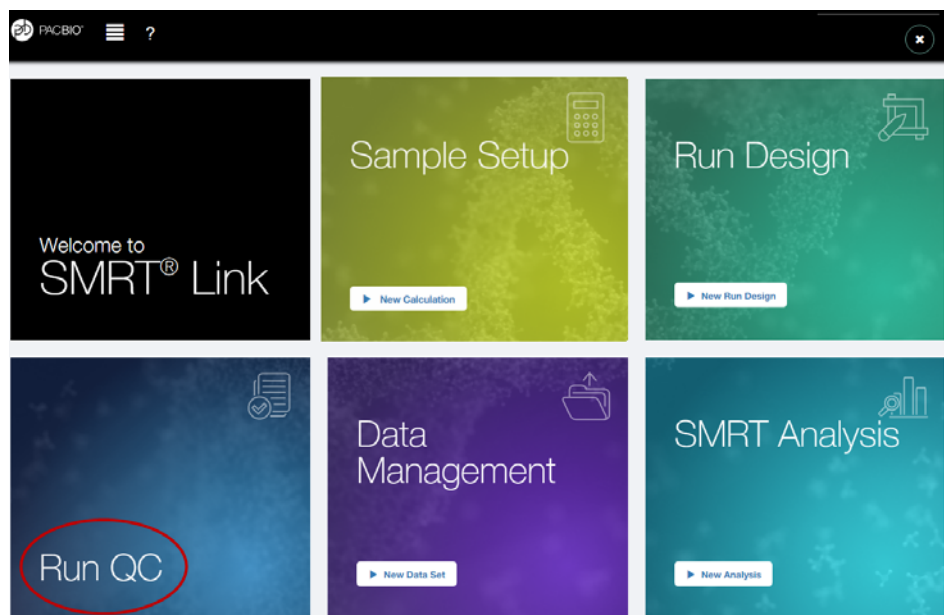 PACBIO®
?
Welcome to
SMRT® Link
Sample Setup
New Calculation
Run Design
New Run Design
Run QC
Data
Management
New Data Set
SMRT Analysis
New Analysis